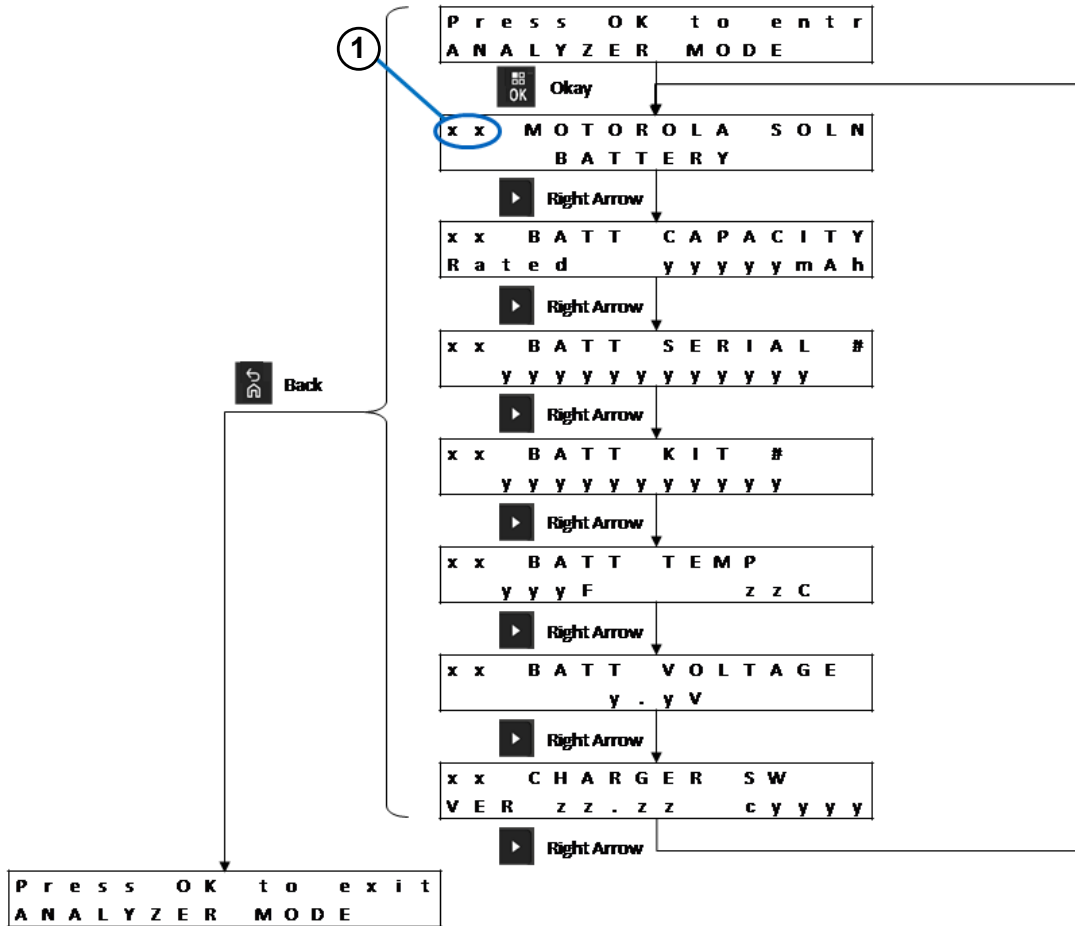 Press OK to entr
ANALYZER MODE
1
OK Okay
xx MOTOROLA SOLN
BATTERY
Right Arrow
xx BATT CAPACITY
Rated yyyyymAh
Right Arrow
xx BATT SERIAL #
yyyyyyyyyyyy
Right Arrow
Back
xx BATT KIT #
yyyyyyyyyyy
Right Arrow
xx BATT TEMP
yyyF zzC
Right Arrow
xx BATT VOLTAGE
y.yV
Right Arrow
xx CHARGER SW
VER zz.zz cyyyy
Right Arrow
Press OK to exit
ANALYZER MODE